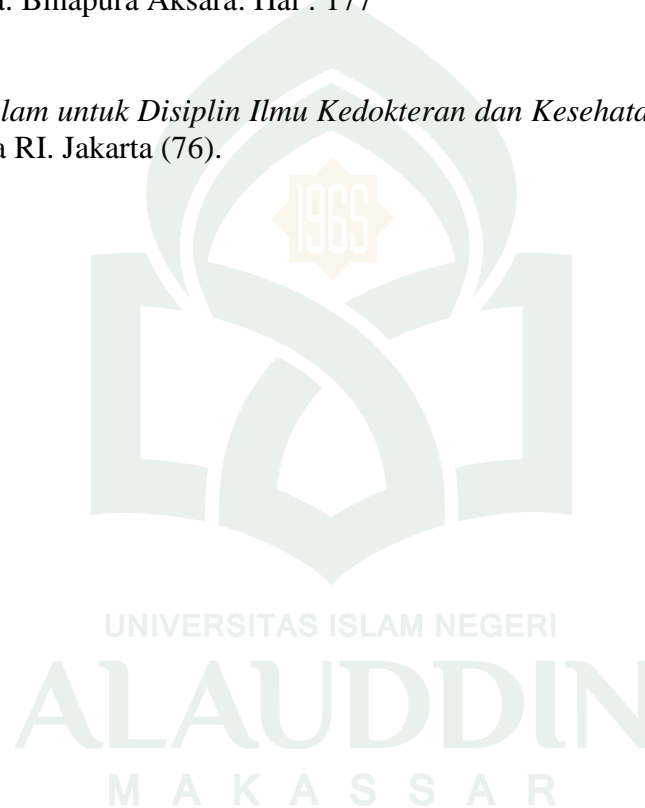 a. Binapura Aksara. Hal . 177
lam untuk Disiplin Ilmu Kedokteran dan Kesehata
a RI. Jakarta (76).
1965
UNIVERSITAS ISLAM NEGERI
ALAUDDIN
MAKASSAR